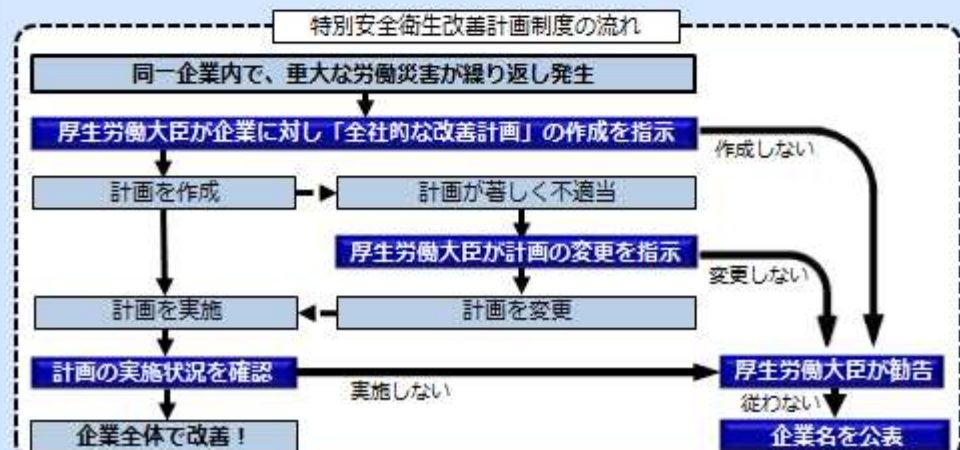 特別安全衛生改善計画制度の流れ
同一企業内で、重大な労働災害が繰り返し発生
厚生労働大臣が企業に対し「全社的な改善計画」の作成を指示
作成しない
計画を作成
計画が著しく不適当
厚生労働大臣が計画の変更を指示
変更しない
計画を実施
計画を変更
計画の実施状況を確認
実施しない
厚生労働大臣が勧告
従わない
企業全体で改善！
企業名を公表